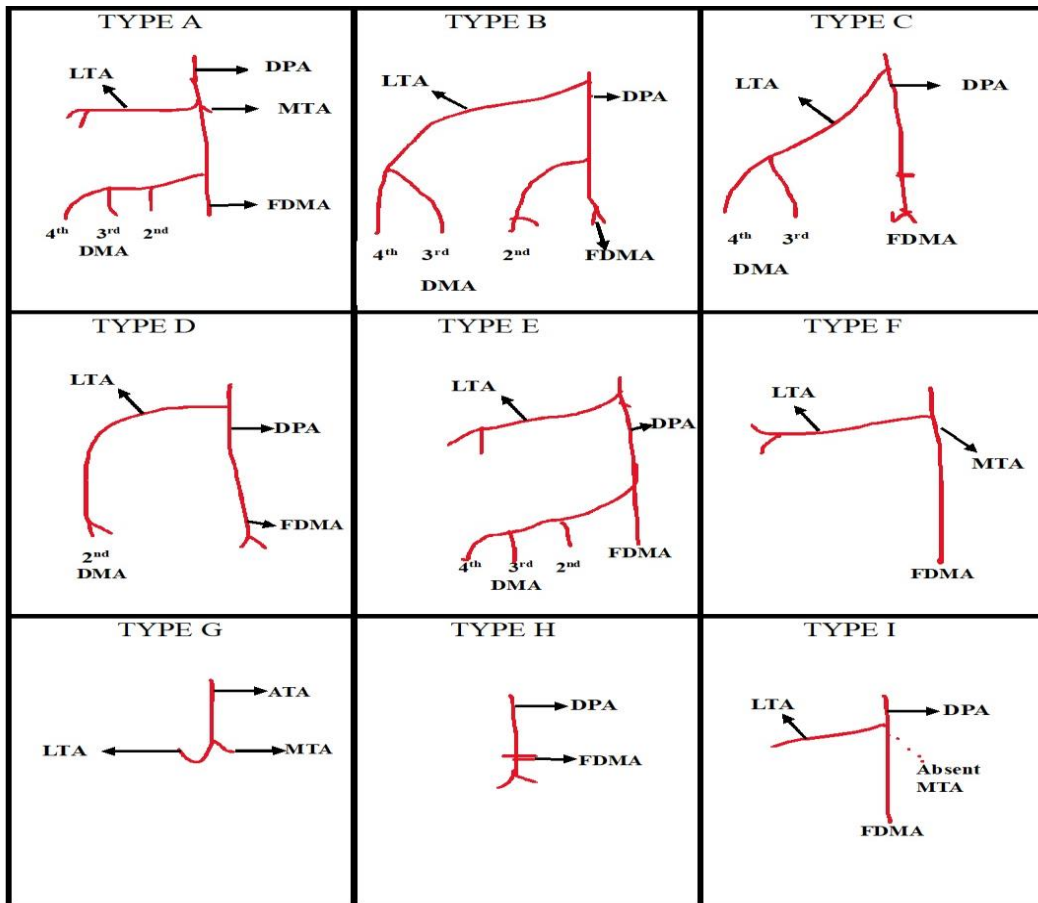 TYPE A
TYPE B
TYPE C
LTA
DPA
MTA
FDMA
4th
3rd
2nd
DMA
LTA
DPA
4th
3rd
2nd
FDMA
DMA
LTA
DPA
4th
3rd
FDMA
DMA
TYPE D
TYPE E
TYPE F
LTA
DPA
FDMA
2nd
DMA
LTA
DPA
4th
3rd
2nd
FDMA
DMA
LTA
MTA
FDMA
TYPE G
TYPE H
TYPE I
ATA
LTA
MTA
DPA
FDMA
LTA
DPA
Absent
MTA
FDMA